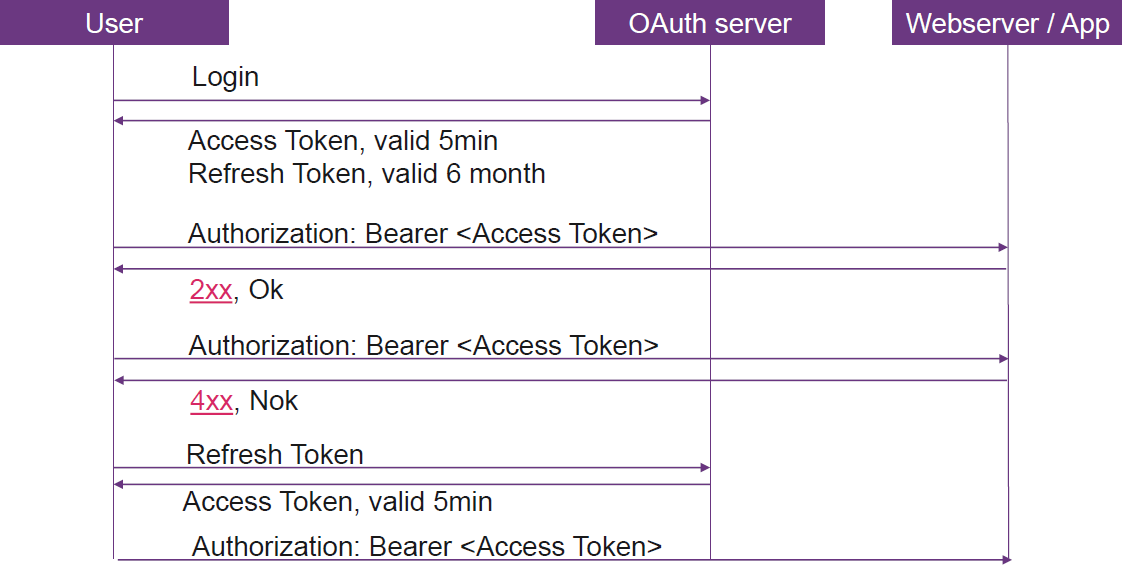 User
OAuth server
Webserver / App
Login
Access Token, valid 5min
Refresh Token, valid 6 month
Authorization: Bearer <Access Token>
2xx, Ok
Authorization: Bearer <Access Token>
4xx, Nok
Refresh Token
Access Token, valid 5min
Authorization: Bearer <Access Token>